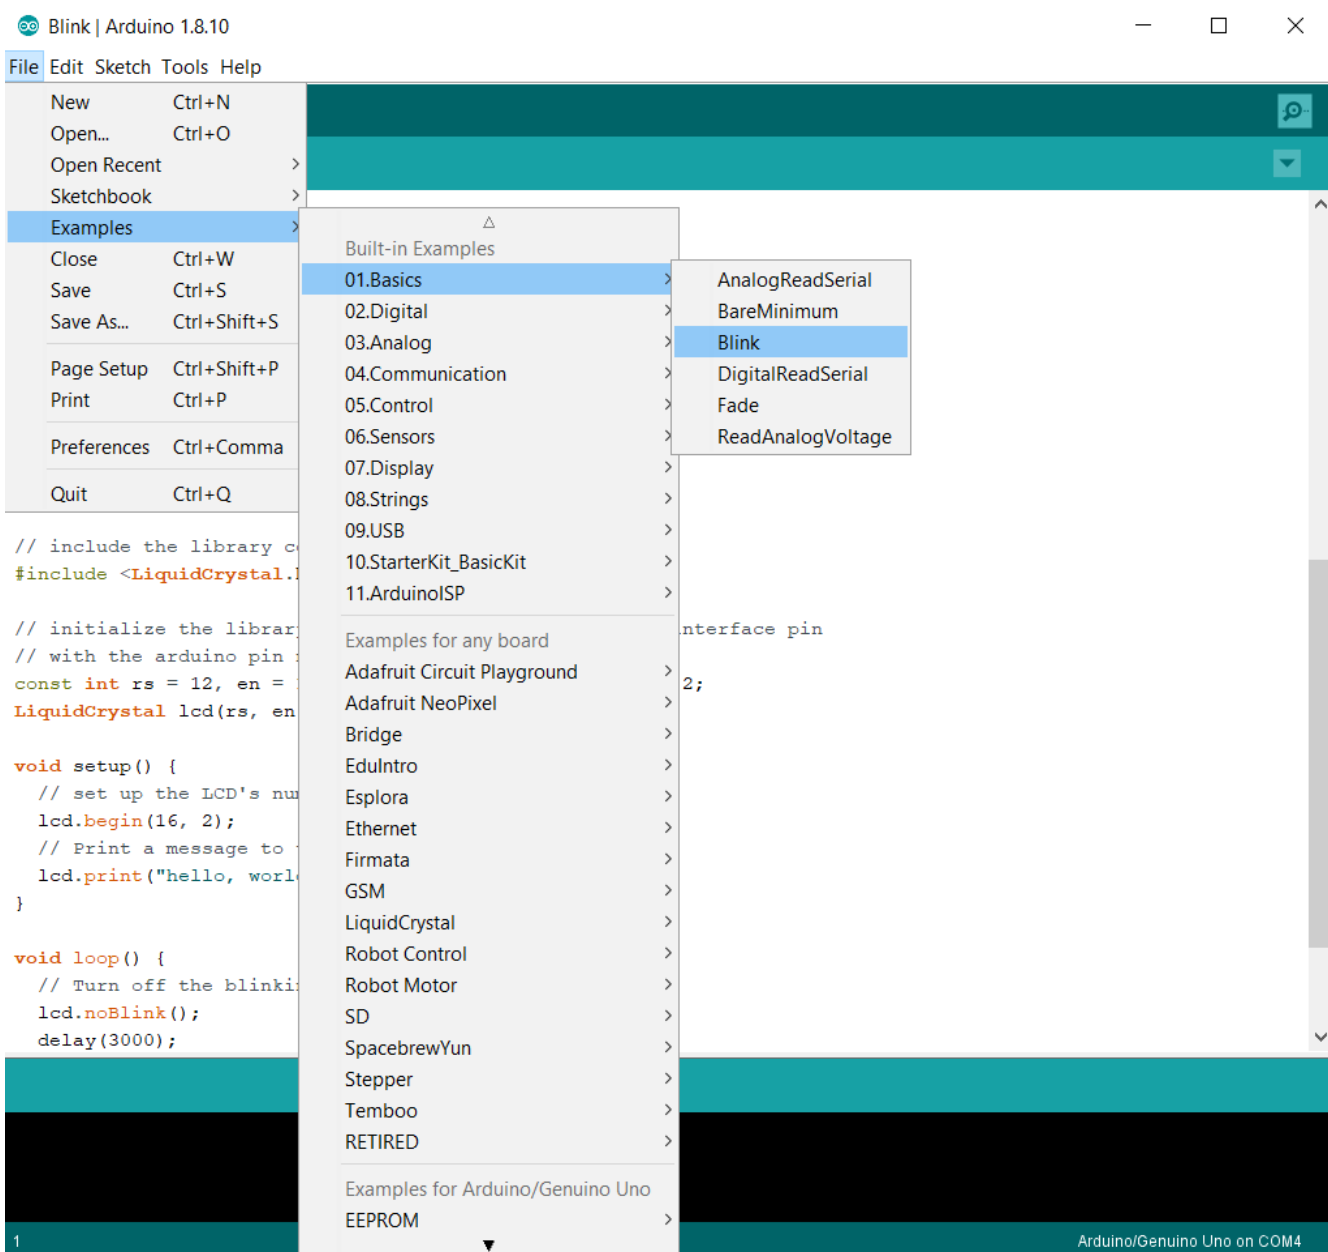 Blink | Arduino 1.8.10
File Edit Sketch Tools Help
New Ctrl+N
Open... Ctrl+O
Open Recent
Sketchbook
Examples
Close Ctrl+W
Save Ctrl+S
Save As... Ctrl+Shift+S
Page Setup Ctrl+Shift+P
Print Ctrl+P
Preferences Ctrl+Comma
Quit Ctrl+Q
Built-in Examples
01.Basics
02.Digital
03.Analog
04.Communication
05.Control
06.Sensors
07.Display
08.Strings
09.USB
10.StarterKit_BasicKit
11.ArduinoISP
Examples for any board
Adafruit Circuit Playground
Adafruit NeoPixel
Bridge
EduIntro
Esplora
Ethernet
Firmata
GSM
LiquidCrystal
Robot Control
Robot Motor
SD
SpacebrewYun
Stepper
Temboo
RETIRED
Examples for Arduino/Genuino Uno
EEPROM
AnalogReadSerial
BareMinimum
Blink
DigitalReadSerial
Fade
ReadAnalogVoltage
// include the library
#include <LiquidCrystal.
// initialize the nterface pin
// with the arduino pin
const int rs = 12, en = 2;
LiquidCrystal lcd(rs, en
void setup() {
// set up the LCD's
lcd.begin(16, 2);
// Print a message to
lcd.print("hello,
}
void loop() {
// Turn off the
lcd.noBlink();
delay(3000);
1
Arduino/Genuino Uno on COM4